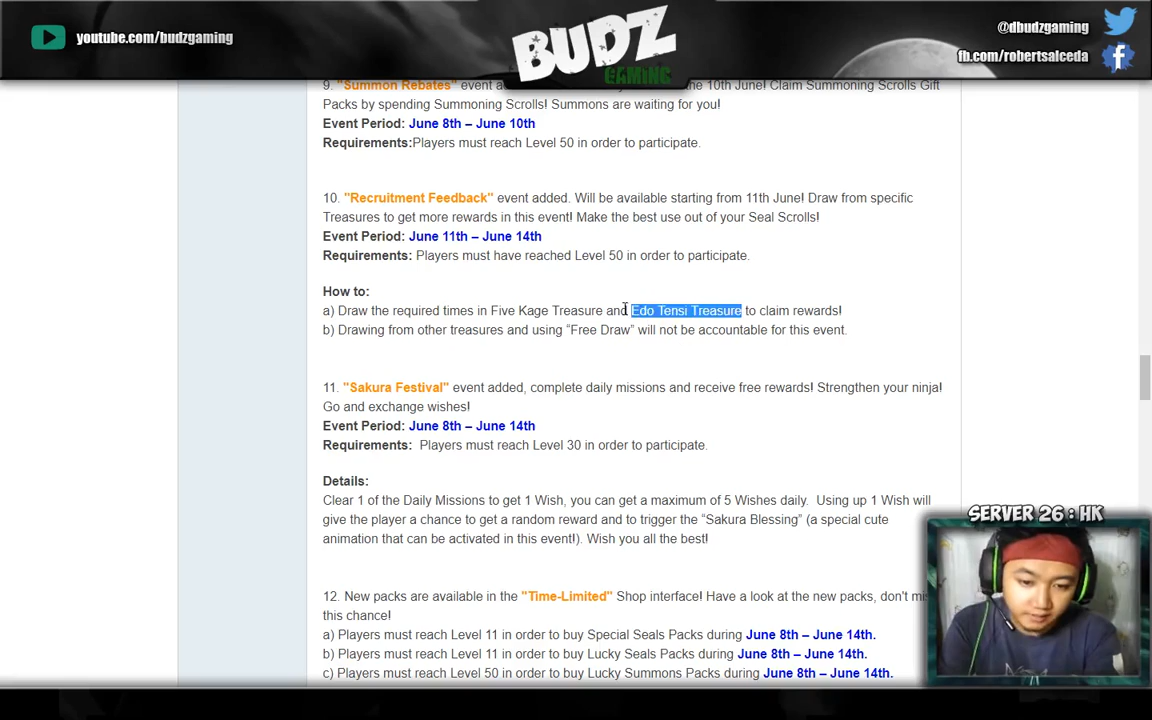 youtube.com/budzgaming
BUDZ
GAMING
@dbudzgaming
fb.com/robertsalceda
9. "Summon Rebates" event a
ne 10th June! Claim Summoning Scrolls Gift
Packs by spending Summoning Scrolls! Summons are waiting for you!
Event Period: June 8th – June 10th
Requirements:Players must reach Level 50 in order to participate.
10. "Recruitment Feedback" event added. Will be available starting from 11th June! Draw from specific
Treasures to get more rewards in this event! Make the best use out of your Seal Scrolls!
Event Period: June 11th – June 14th
Requirements: Players must have reached Level 50 in order to participate.
How to:
a) Draw the required times in Five Kage Treasure and Edo Tensi Treasure to claim rewards!
b) Drawing from other treasures and using “Free Draw” will not be accountable for this event.
11. "Sakura Festival" event added, complete daily missions and receive free rewards! Strengthen your ninja!
Go and exchange wishes!
Event Period: June 8th – June 14th
Requirements: Players must reach Level 30 in order to participate.
Details:
Clear 1 of the Daily Missions to get 1 Wish, you can get a maximum of 5 Wishes daily. Using up 1 Wish will
give the player a chance to get a random reward and to trigger the “Sakura Blessing” (a special cute
animation that can be activated in this event!). Wish you all the best!
SERVER 26 : HK
12. New packs are available in the "Time-Limited" Shop interface! Have a look at the new packs, don't mi
this chance!
a) Players must reach Level 11 in order to buy Special Seals Packs during June 8th – June 14th.
b) Players must reach Level 11 in order to buy Lucky Seals Packs during June 8th – June 14th.
c) Players must reach Level 50 in order to buy Lucky Summons Packs during June 8th – June 14th.